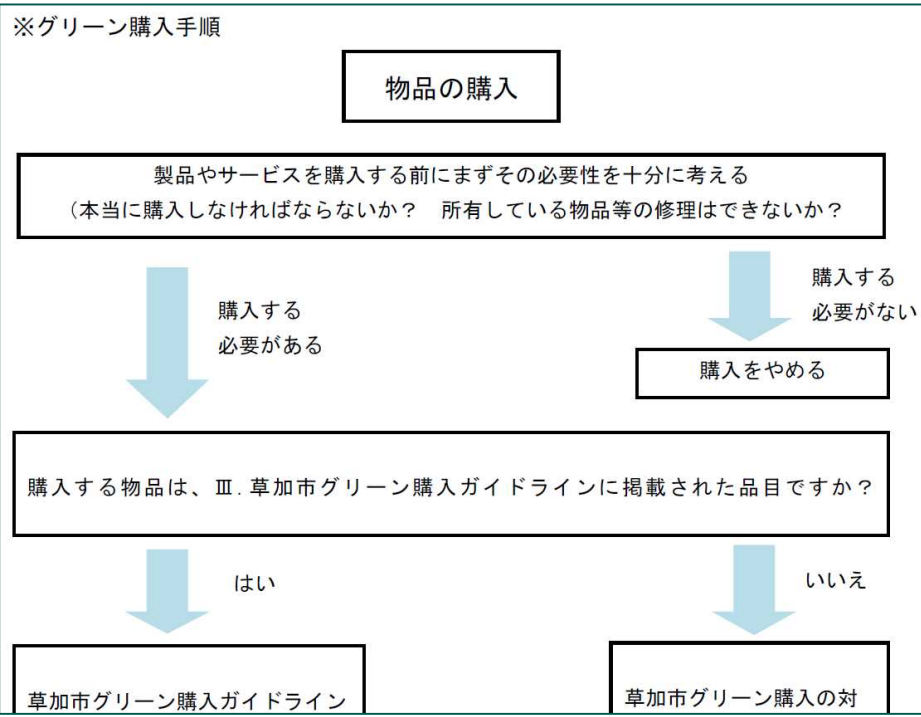 ※グリーン購入手順
物品の購入
製品やサービスを購入する前にまずその必要性を十分に考える
（本当に購入しなければならないか？　所有している物品等の修理はできないか？
購入する
必要がある
購入する
必要がない
購入をやめる
購入する物品は、Ⅲ．草加市グリーン購入ガイドラインに掲載された品目ですか？
はい
いいえ
草加市グリーン購入ガイドライン
草加市グリーン購入の対